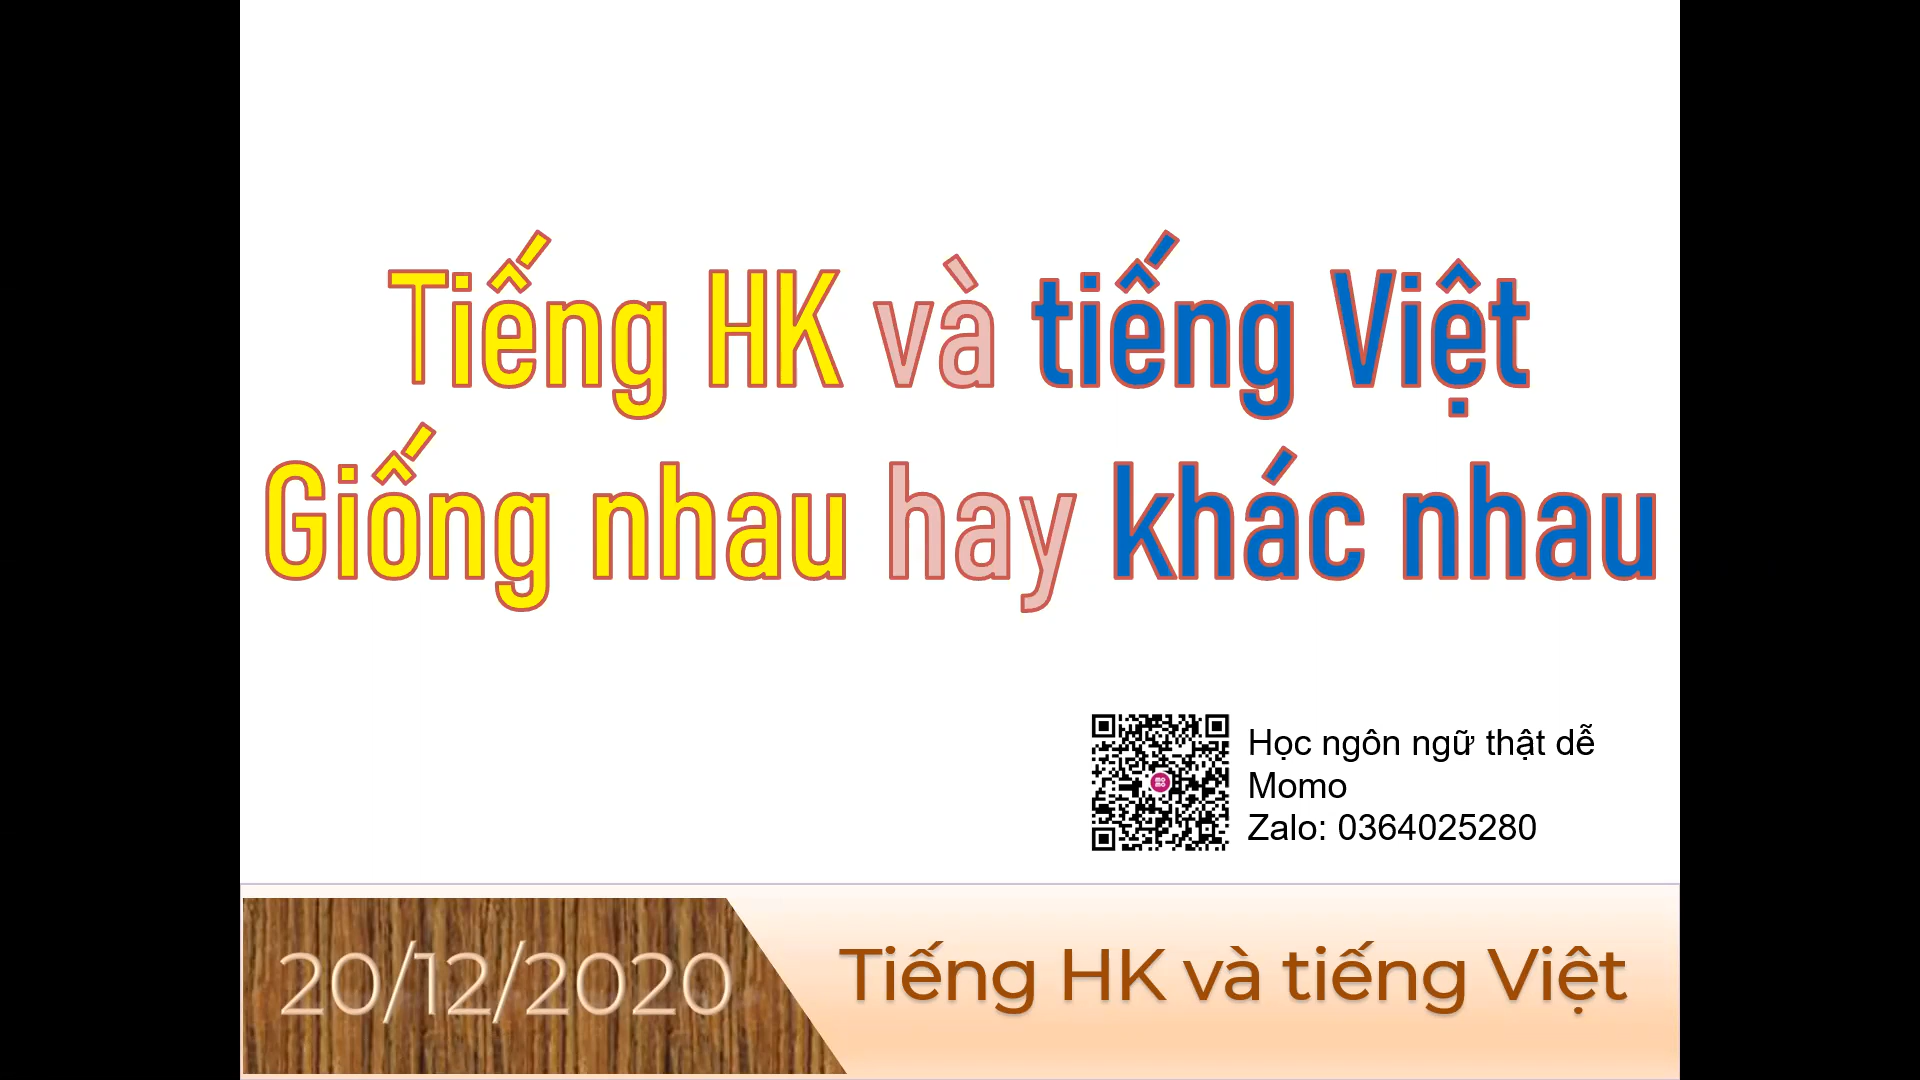 Tiếng HK và tiếng Việt
Giống nhau hay khác nhau
Học ngôn ngữ thật dễ
Momo
Zalo: 0364025280
20/12/2020
Tiếng HK và tiếng Việt